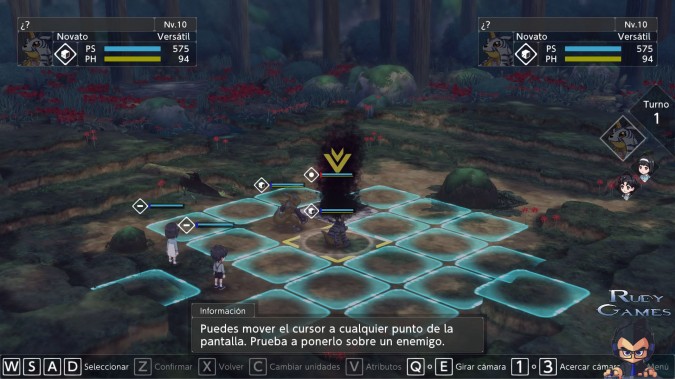 ¿? Nv.10
Novato Versátil
PS 575
PH 94
¿? Nv.10
Novato Versátil
PS 575
PH 94
Turno
1
Información
Puedes mover el cursor a cualquier punto de la
pantalla. Prueba a ponerlo sobre un enemigo.
RUBY
GAMES
W S A D Seleccionar Z Confirmar X Volver C Cambiar unidades V Atributos Q o E Girar cámara 1 o 3 Acercar cámara Menú